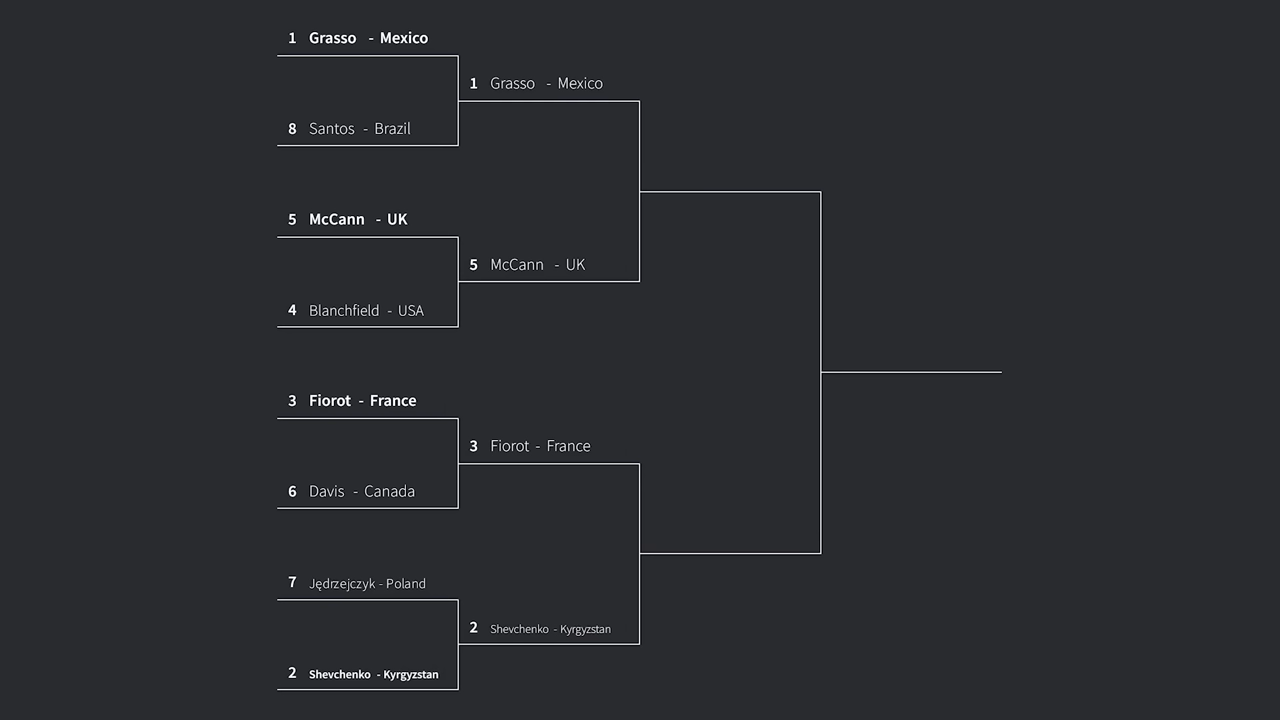 1 Grasso - Mexico
8 Santos - Brazil
5 McCann - UK
4 Blanchfield - USA
3 Fiorot - France
6 Davis - Canada
7 Jędrzejczyk - Poland
2 Shevchenko - Kyrgyzstan
1 Grasso - Mexico
5 McCann - UK
3 Fiorot - France
2 Shevchenko - Kyrgyzstan